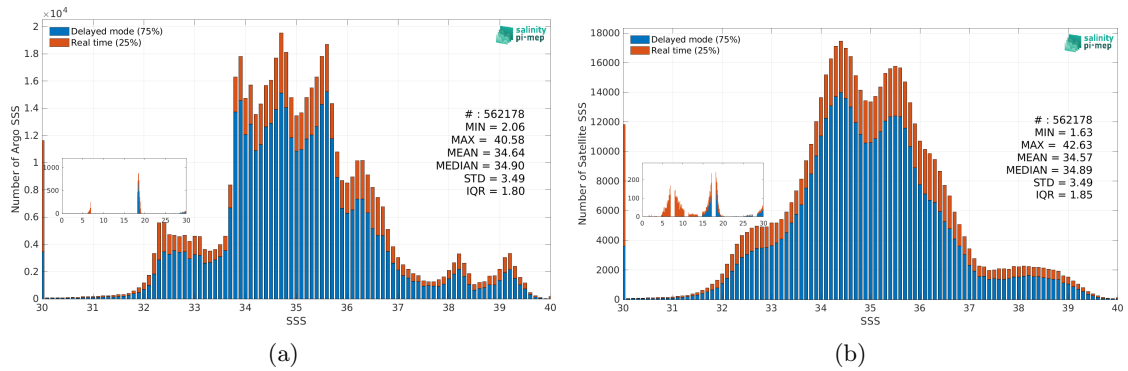 ×10⁴
Delayed mode (75%)
Real time (25%)
salinity
pi-mep
# : 562178
MIN = 2.06
MAX = 40.58
MEAN = 34.64
MEDIAN = 34.90
STD = 3.49
IQR = 1.80
Number of Argo SSS
2
1.8
1.6
1.4
1.2
1
0.8
0.6
0.4
0.2
0
1000
500
0
0 5 10 15 20 25 30
30 31 32 33 34 35 36 37 38 39 40
SSS
(a)
Delayed mode (75%)
Real time (25%)
salinity
pi-mep
# : 562178
MIN = 1.63
MAX = 42.63
MEAN = 34.57
MEDIAN = 34.89
STD = 3.49
IQR = 1.85
Number of Satellite SSS
18000
16000
14000
12000
10000
8000
6000
4000
2000
0
200
100
0
0 5 10 15 20 25 30
30 31 32 33 34 35 36 37 38 39 40
SSS
(b)